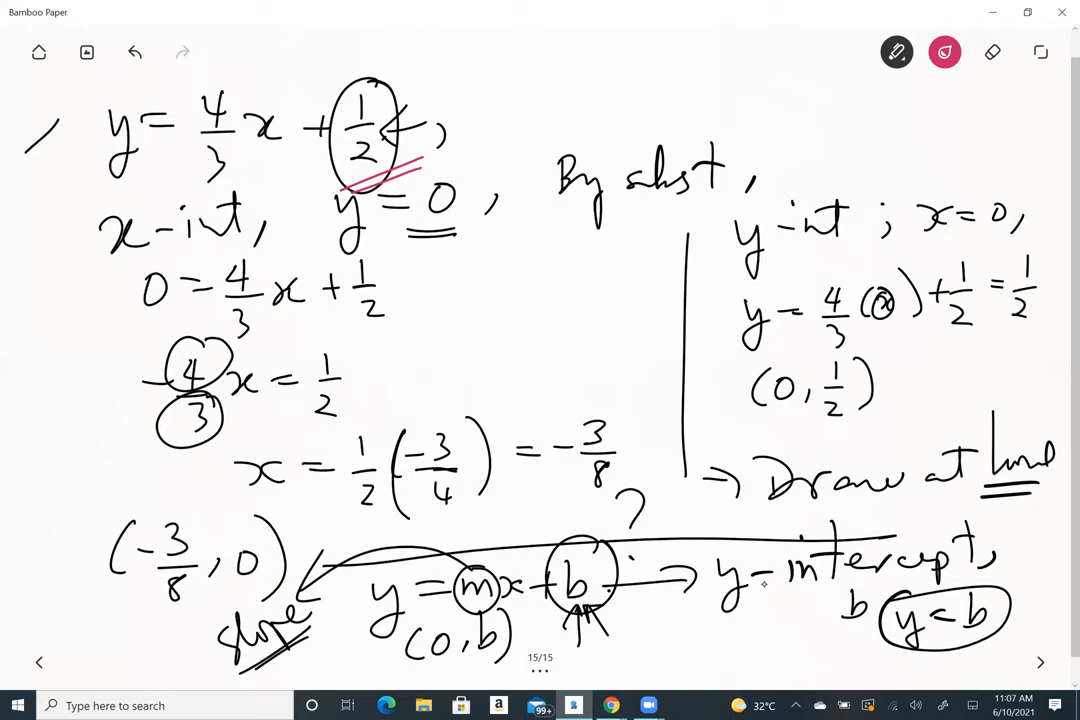 Bamboo Paper
y = 4/3 x + 1/2,
x-int, y = 0, By subst,
0 = 4/3 x + 1/2
-4/3 x = 1/2
x = 1/2 (-3/4) = -3/8
(-3/8, 0)
y-int; x = 0,
y = 4/3 (0) + 1/2 = 1/2
(0, 1/2)
→ Draw at
?
y = mx + b → y-intercept,
slope (0, b) b y = b
15/15
Type here to search
99+
32°C
11:07 AM
6/10/2021